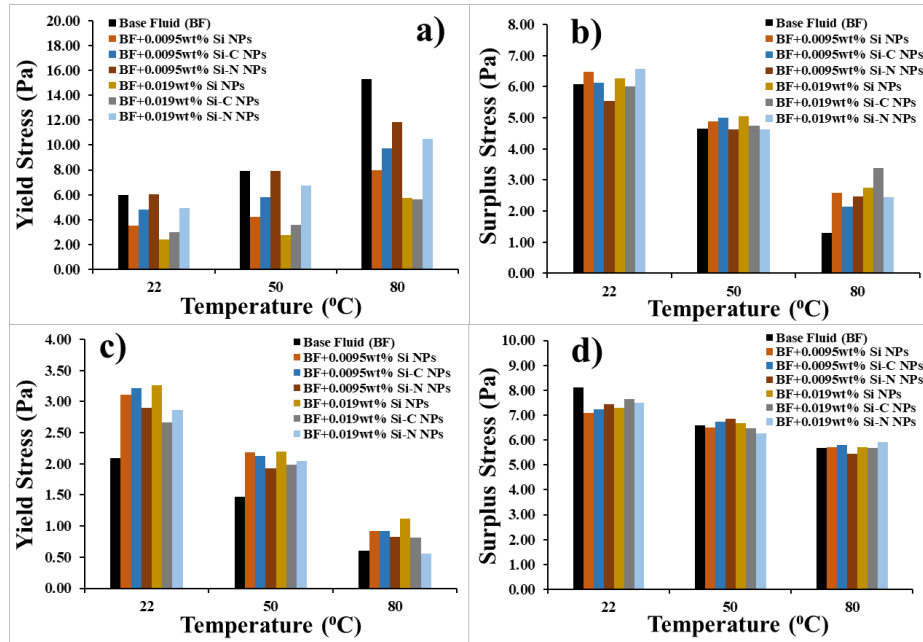 a)
Yield Stress (Pa)
20.00
18.00
16.00
14.00
12.00
10.00
8.00
6.00
4.00
2.00
0.00
Base Fluid (BF)
BF+0.0095wt% Si NPs
BF+0.0095wt% Si-C NPs
BF+0.0095wt% Si-N NPs
BF+0.019wt% Si NPs
BF+0.019wt% Si-C NPs
BF+0.019wt% Si-N NPs
22 50 80
Temperature (⁰C)
b)
Surplus Stress (Pa)
8.00
7.00
6.00
5.00
4.00
3.00
2.00
1.00
0.00
Base Fluid (BF)
BF+0.0095wt% Si NPs
BF+0.0095wt% Si-C NPs
BF+0.0095wt% Si-N NPs
BF+0.019wt% Si NPs
BF+0.019wt% Si-C NPs
BF+0.019wt% Si-N NPs
22 50 80
Temperature (⁰C)
c)
Yield Stress (Pa)
4.00
3.50
3.00
2.50
2.00
1.50
1.00
0.50
0.00
Base Fluid (BF)
BF+0.0095wt% Si NPs
BF+0.0095wt% Si-C NPs
BF+0.0095wt% Si-N NPs
BF+0.019wt% Si NPs
BF+0.019wt% Si-C NPs
BF+0.019wt% Si-N NPs
22 50 80
Temperature (⁰C)
d)
Surplus Stress (Pa)
10.00
9.00
8.00
7.00
6.00
5.00
4.00
3.00
2.00
1.00
0.00
Base Fluid (BF)
BF+0.0095wt% Si NPs
BF+0.0095wt% Si-C NPs
BF+0.0095wt% Si-N NPs
BF+0.019wt% Si NPs
BF+0.019wt% Si-C NPs
BF+0.019wt% Si-N NPs
22 50 80
Temperature (⁰C)